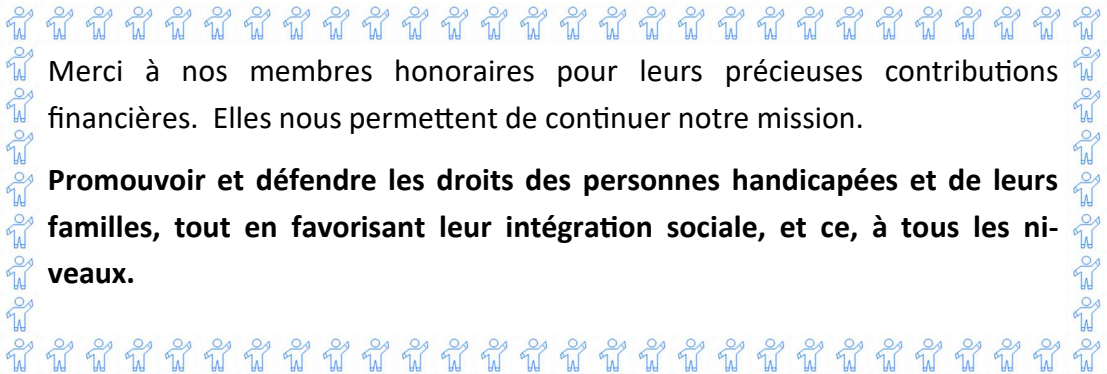 Merci à nos membres honoraires pour leurs précieuses contributions
financières. Elles nous permettent de continuer notre mission.
Promouvoir et défendre les droits des personnes handicapées et de leurs
familles, tout en favorisant leur intégration sociale, et ce, à tous les ni-
veaux.